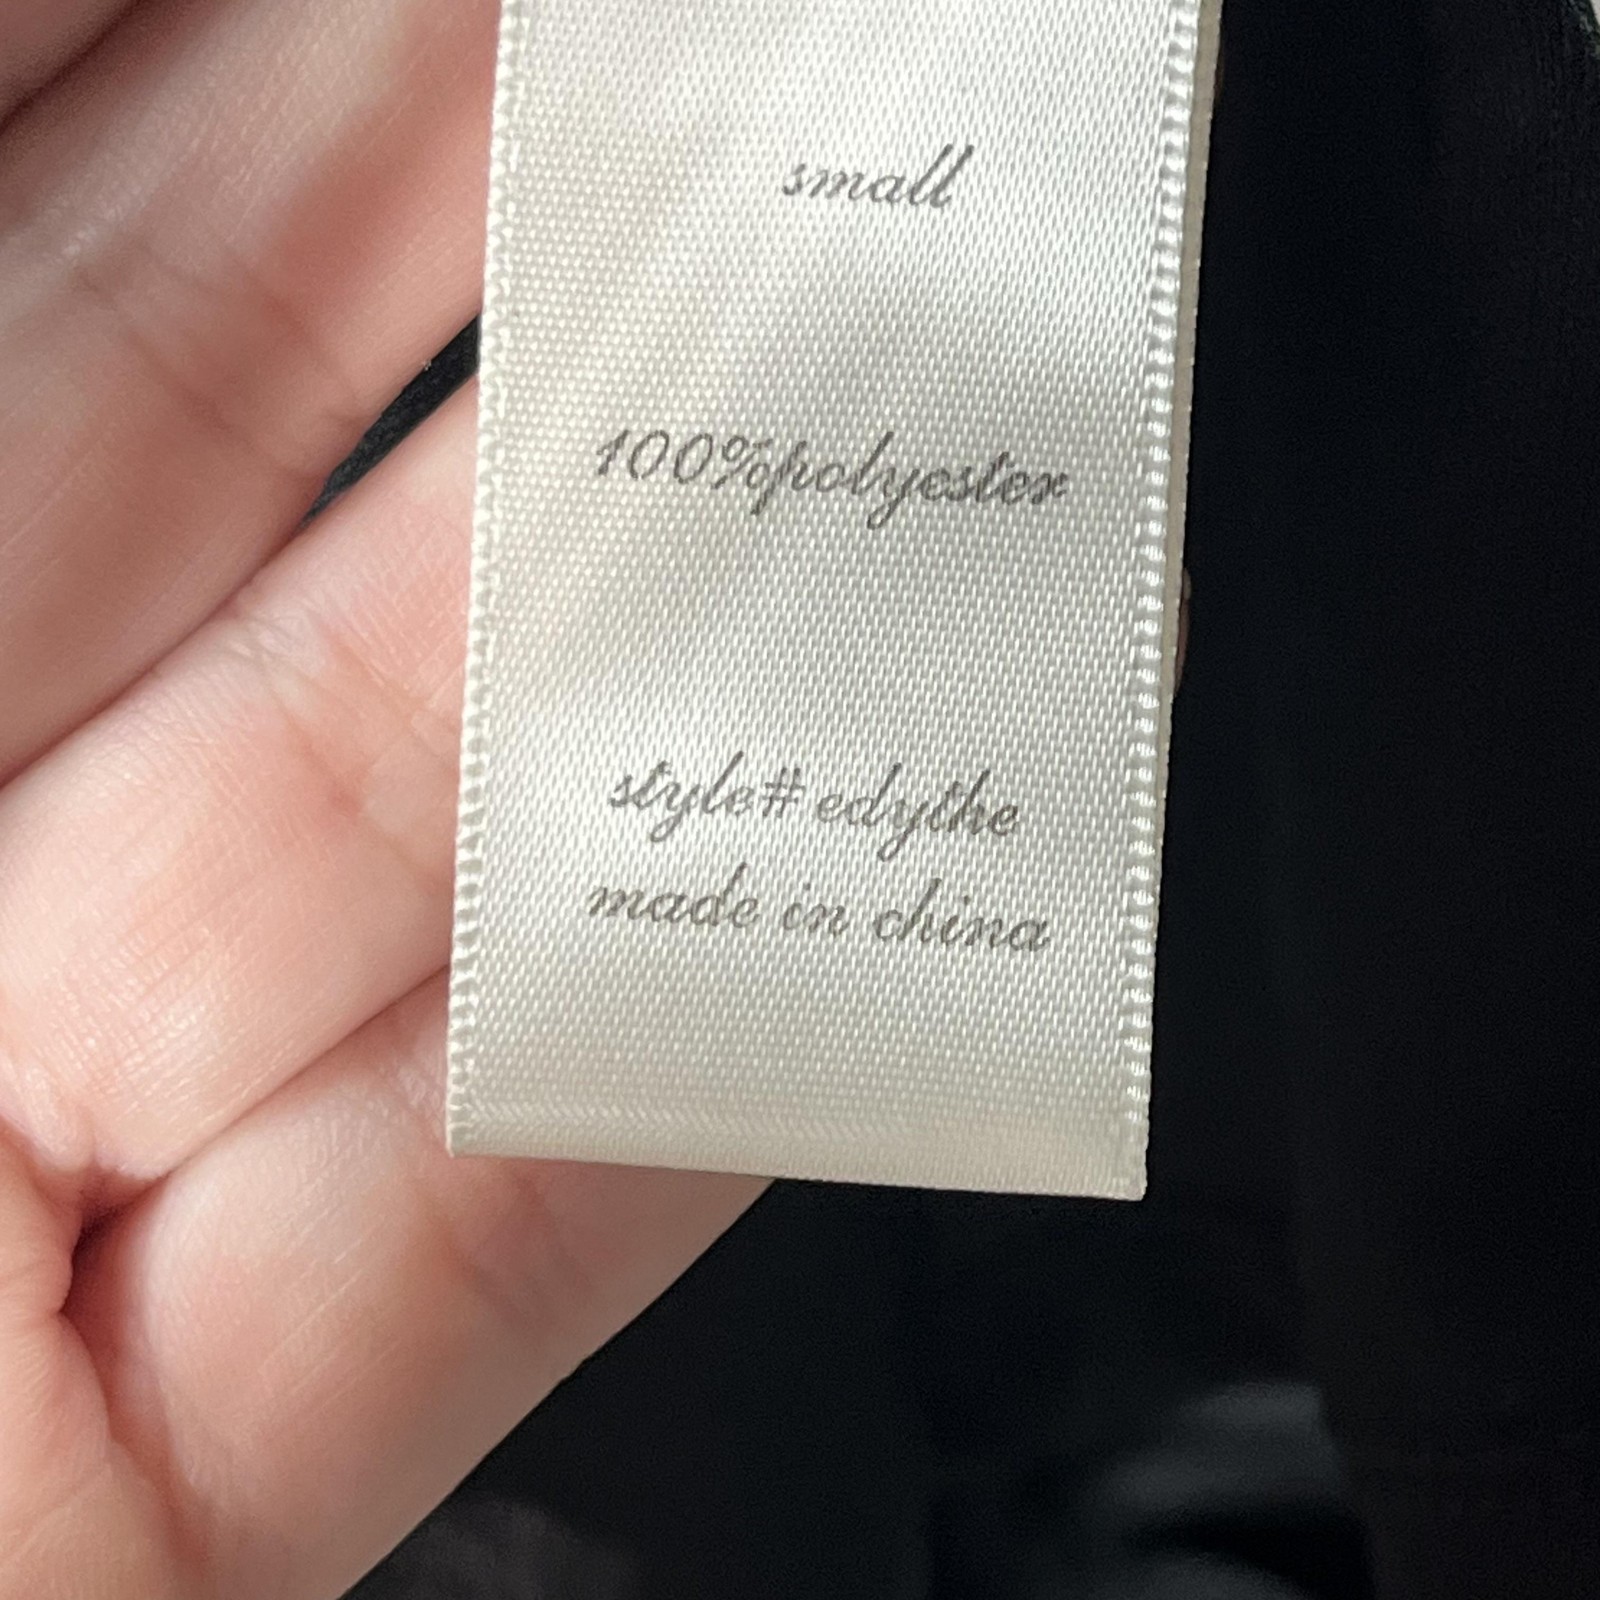 small
100%polyester
style# edythe
made in china